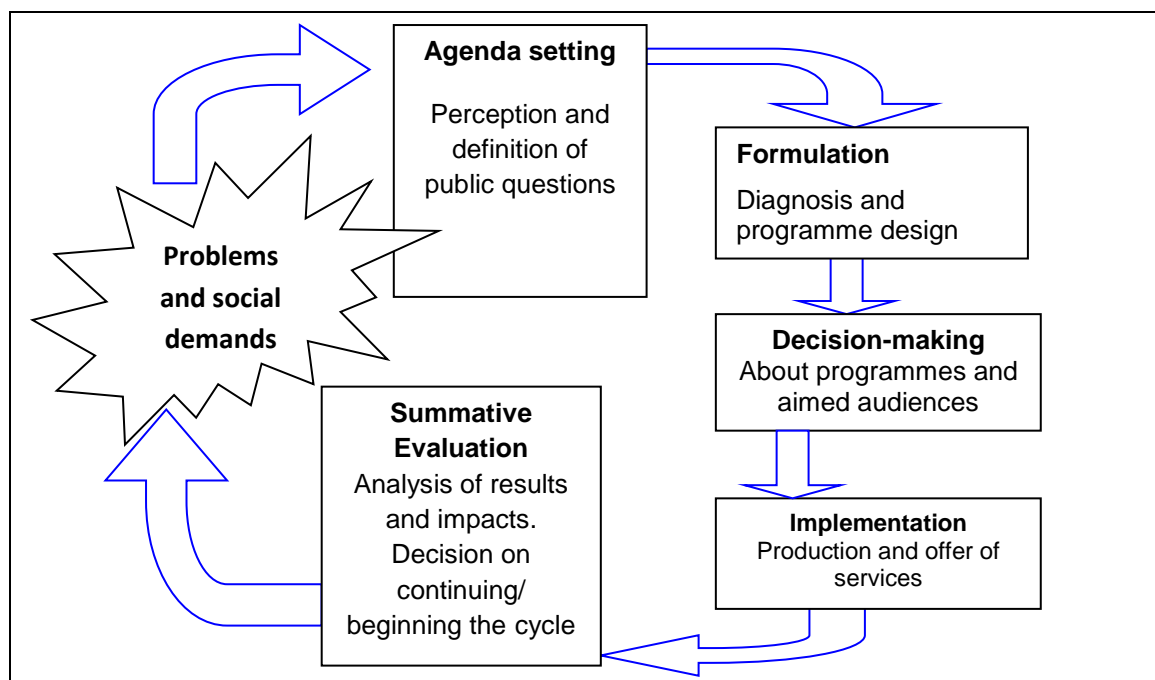 Problems
and social
demands
Agenda setting
Perception and
definition of
public questions
Formulation
Diagnosis and
programme design
Decision-making
About programmes and
aimed audiences
Implementation
Production and offer of
services
Summative
Evaluation
Analysis of results
and impacts.
Decision on
continuing/
beginning the cycle